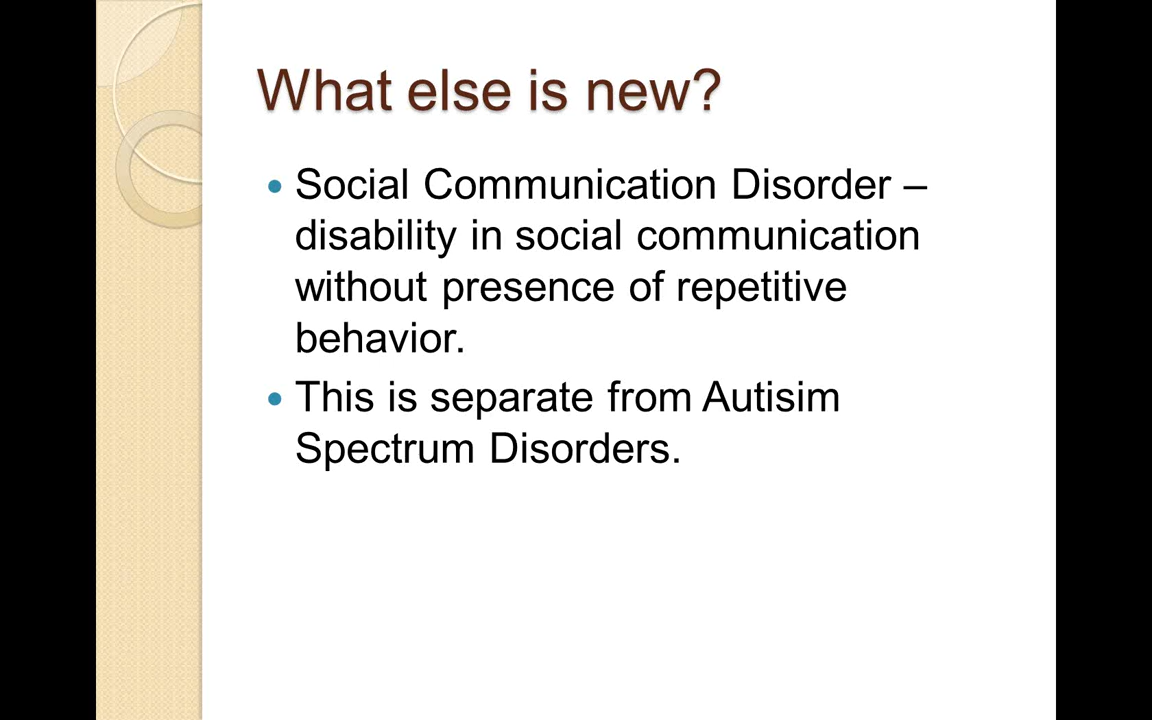 What else is new?
Social Communication Disorder –
disability in social communication
without presence of repetitive
behavior.
This is separate from Autisim
Spectrum Disorders.